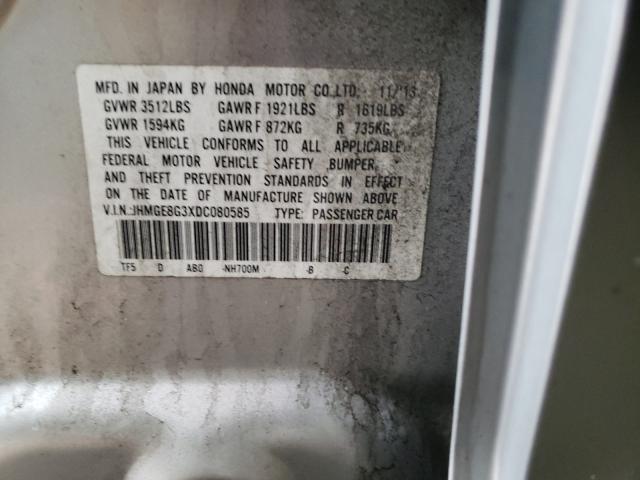 MFD. IN JAPAN BY HONDA MOTOR CO.,LTD. 11/13
GVWR 3512LBS GAWR F 1921LBS R 1619LBS
GVWR 1594KG GAWR F 872KG R 735KG
THIS VEHICLE CONFORMS TO ALL APPLICABLE
FEDERAL MOTOR VEHICLE SAFETY ,BUMPER,
AND THEFT PREVENTION STANDARDS IN EFFECT
ON THE DATE OF MANUFACTURE SHOWN ABOVE
V.I.N.:JHMGE8G3XDC080585 TYPE: PASSENGER CAR
TF5 D ABO -NH700M -B -C